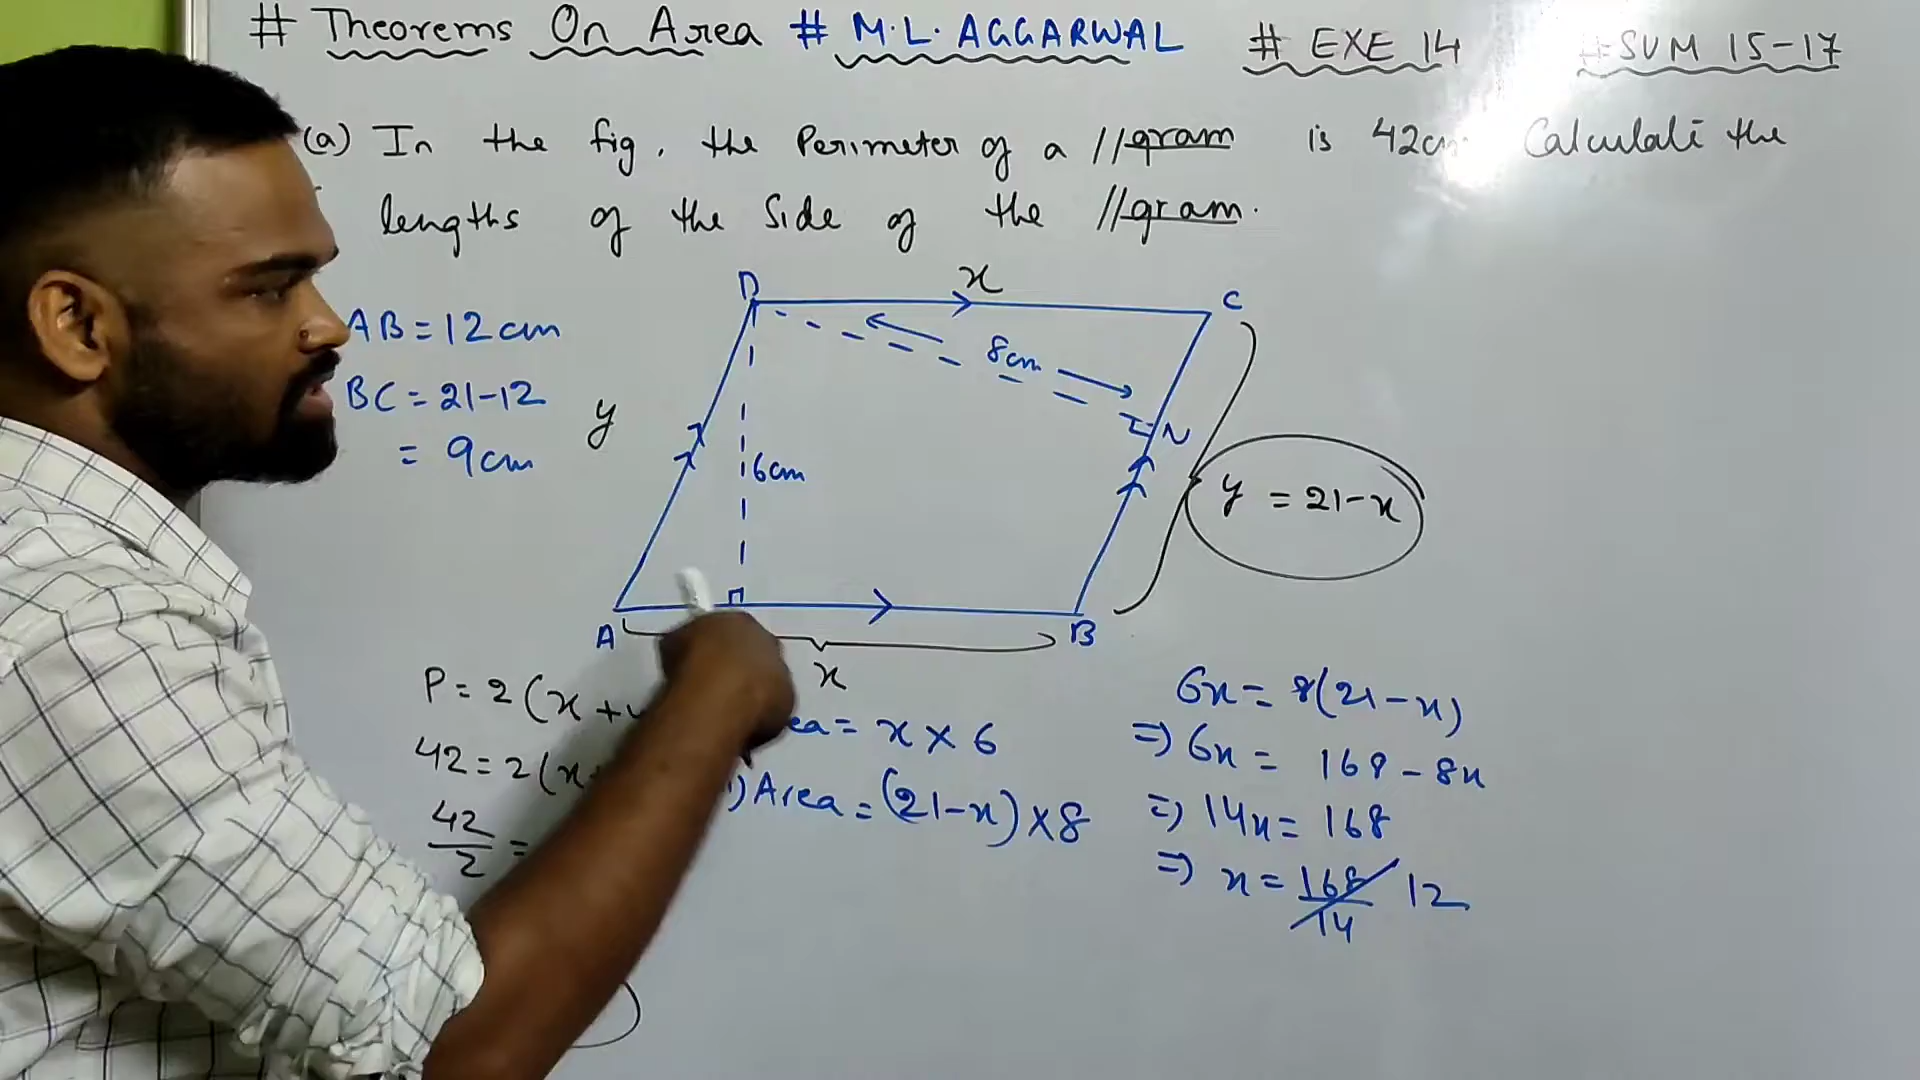 # Theorems On Area # M.L. AGGARWAL # EXE 14 # SUM 15-17
(a) In the fig, the Perimeter of a //gram is 42cm Calculate the
lengths of the Side of the //gram.
D x C
AB = 12 cm
8cm
BC = 21-12
y
N
= 9cm
6cm
y = 21-x
A B
x
P = 2(x+
6x = 8(21-x)
ea = x × 6
⇒ 6x = 168 - 8x
42 = 2(x
) Area = (21-x) × 8
⇒ 14x = 168
42/2 =
⇒ x = 168/14 12